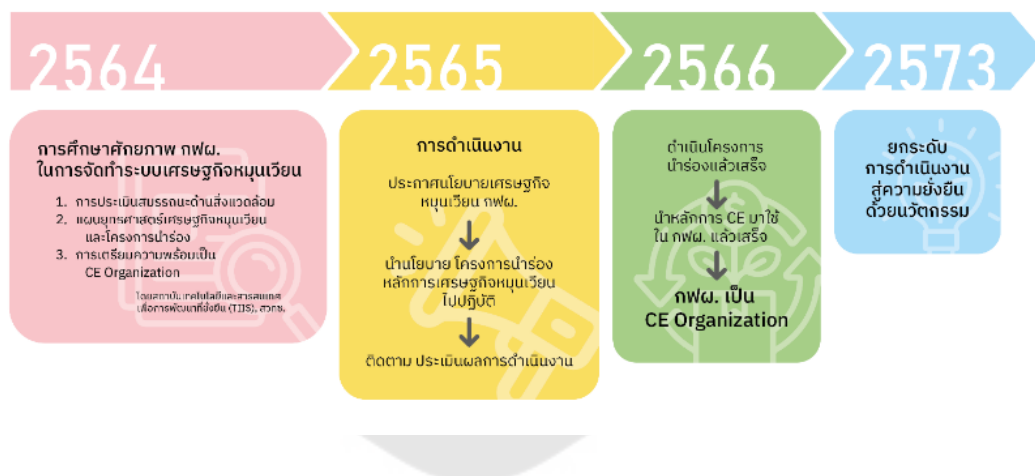 2564
2565
2566
2573
การศึกษาศักยภาพ กฟผ.
ในการจัดทำระบบเศรษฐกิจหมุนเวียน
1. การประเมินสมรรถนะด้านสิ่งแวดล้อม
2. แผนยุทธศาสตร์เศรษฐกิจหมุนเวียน
และโครงการนำร่อง
3. การเตรียมความพร้อมเป็น
CE Organization
โดยสถาบันเทคโนโลยีและสารสนเทศ
เพื่อการพัฒนาที่ยั่งยืน (TIIS), สวทช.
การดำเนินงาน
ประกาศนโยบายเศรษฐกิจ
หมุนเวียน กฟผ.
นำนโยบาย โครงการนำร่อง
หลักการเศรษฐกิจหมุนเวียน
ไปปฏิบัติ
ติดตาม ประเมินผลการดำเนินงาน
ดำเนินโครงการ
นำร่องแล้วเสร็จ
นำหลักการ CE มาใช้
ใน กฟผ. แล้วเสร็จ
กฟผ. เป็น
CE Organization
ยกระดับ
การดำเนินงาน
สู่ความยั่งยืน
ด้วยนวัตกรรม